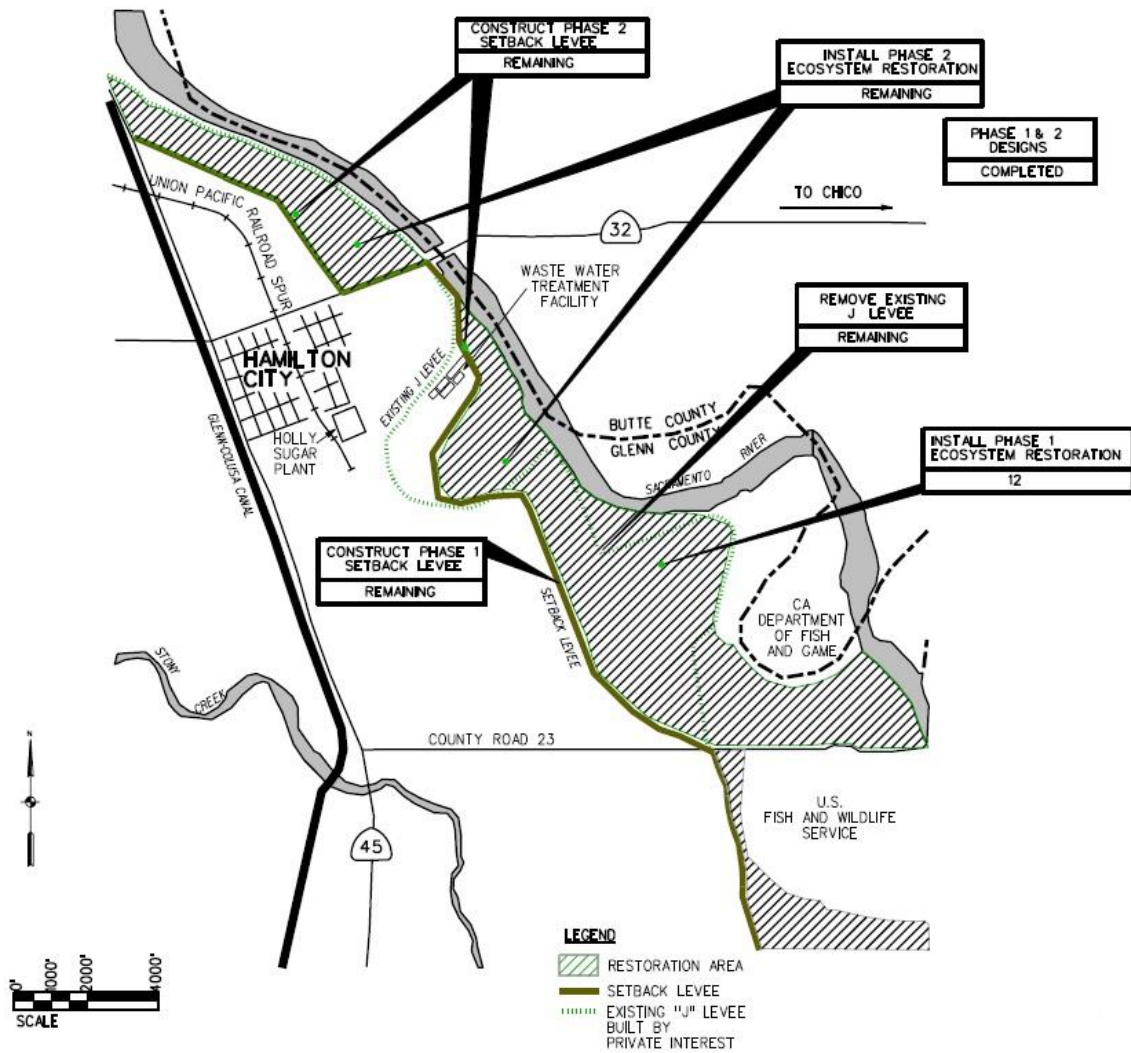 CONSTRUCT PHASE 2
SETBACK LEVEE
REMAINING
INSTALL PHASE 2
ECOSYSTEM RESTORATION
REMAINING
PHASE 1 & 2
DESIGNS
COMPLETED
TO CHICO
UNION PACIFIC RAILROAD SPUR
32
WASTE WATER
TREATMENT
FACILITY
REMOVE EXISTING
J LEVEE
REMAINING
HAMILTON
CITY
EXISTING J LEVEE
HOLLY
SUGAR
PLANT
GLENN-COLUSA CANAL
BUTTE COUNTY
GLENN COUNTY
SACRAMENTO RIVER
INSTALL PHASE 1
ECOSYSTEM RESTORATION
12
CONSTRUCT PHASE 1
SETBACK LEVEE
REMAINING
SETBACK LEVEE
CA
DEPARTMENT
OF FISH
AND GAME
STONY CREEK
COUNTY ROAD 23
N
U.S.
FISH AND WILDLIFE
SERVICE
45
LEGEND
RESTORATION AREA
SETBACK LEVEE
EXISTING "J" LEVEE
BUILT BY
PRIVATE INTEREST
0'
1000'
2000'
4000'
SCALE